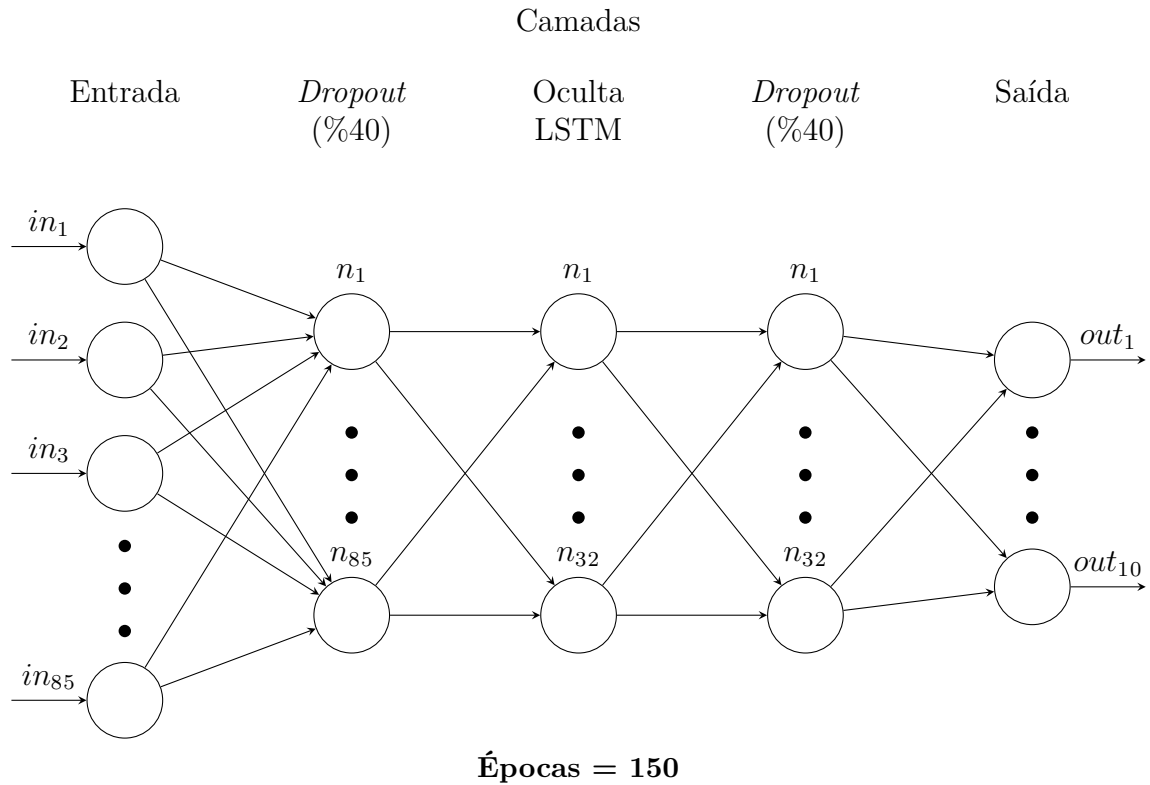 Camadas
Entrada Dropout Oculta Dropout Saída
(%40) LSTM (%40)
in₁
n₁ n₁ n₁
in₂ out₁
in₃
n₈₅ n₃₂ n₃₂
out₁₀
in₈₅
Épocas = 150